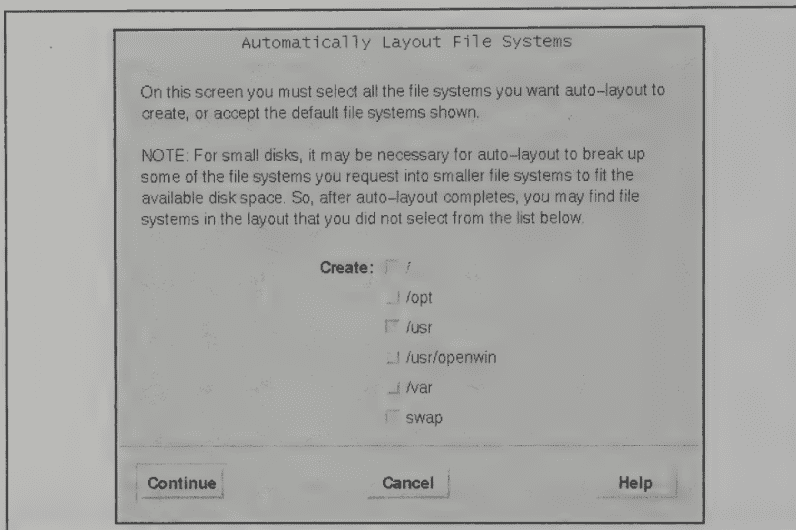 Automatically Layout File Systems
On this screen you must select all the file systems you want auto-layout to
create, or accept the default file systems shown.
NOTE: For small disks, it may be necessary for auto-layout to break up
some of the file systems you request into smaller file systems to fit the
available disk space. So, after auto-layout completes, you may find file
systems in the layout that you did not select from the list below.
Create: /
/opt
/usr
/usr/openwin
/var
swap
Continue Cancel Help